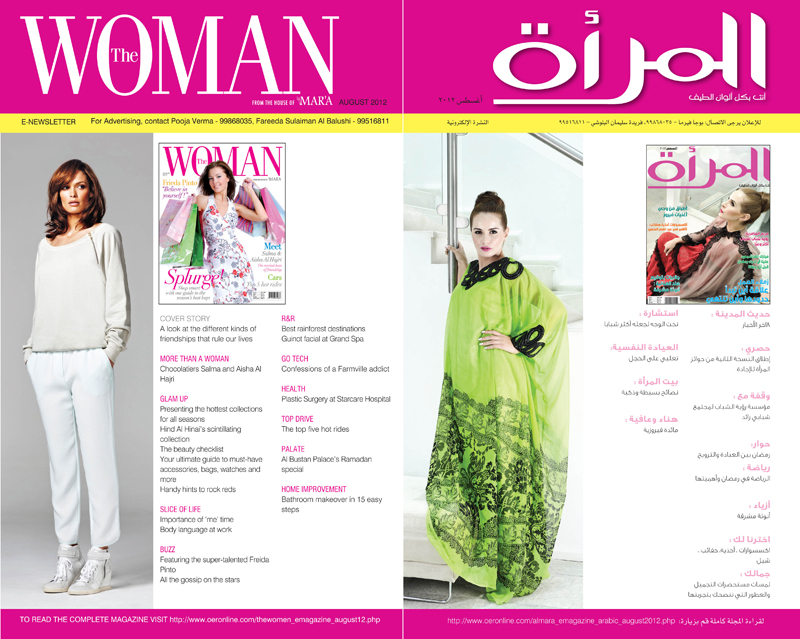 The
WOMAN
FROM THE HOUSE OF المرأة MAR'A AUGUST 2012
E-NEWSLETTER For Advertising, contact Pooja Verma - 99868035, Fareeda Sulaiman Al Balushi - 99516811
The
WOMAN
Frieda Pinto
"Believe in
yourself!"
Meet
Salma &
Aisha Al Hajri
Splurge!
Cars
COVER STORY
A look at the different kinds of
friendships that rule our lives
MORE THAN A WOMAN
Chocolatiers Salma and Aisha Al
Hajri
GLAM UP
Presenting the hottest collections
for all seasons
Hind Al Hinai's scintillating
collection
The beauty checklist
Your ultimate guide to must-have
accessories, bags, watches and
more
Handy hints to rock reds
SLICE OF LIFE
Importance of 'me' time
Body language at work
BUZZ
Featuring the super-talented Freida
Pinto
All the gossip on the stars
R&R
Best rainforest destinations
Guinot facial at Grand Spa
GO TECH
Confessions of a Farmville addict
HEALTH
Plastic Surgery at Starcare Hospital
TOP DRIVE
The top five hot rides
PALATE
Al Bustan Palace's Ramadan
special
HOME IMPROVEMENT
Bathroom makeover in 15 easy
steps
TO READ THE COMPLETE MAGAZINE VISIT http://www.oeronline.com/thewomen_emagazine_august12.php
المرأة
أنت بكل ألوان الطيف
أغسطس ٢٠١٢
للإعلان يرجى الاتصال: بوجا فيرما - ٩٩٨٦٨٠٣٥، فريدة سليمان البلوشي - ٩٩٥١٦٨١١
النشرة الإلكترونية
المرأة
حديث المدينة :
آخر الأخبار
حصري :
إطلاق النسخة الثانية من جوائز
المرأة للإجادة
وقفة مع :
مؤسسة رؤية الشباب لمجتمع
شبابي رائد
حوار:
رمضان بين العبادة والترويح
رياضة :
الرياضة في رمضان وأهميتها
أزياء :
أنوثة مشرقة
اخترنا لك :
اكسسوارات ، أحذية، حقائب ،
شيل.
جمالك :
لمسات مستحضرات التجميل
والعطور التي ننصحك بتجربتها
استشارة :
نحت الوجه تجعله أكثر شبابا
العيادة النفسية:
تغلبي على الخجل
بيت المرأة :
نصائح بسيطة وذكية
هناء وعافية :
مائدة فيروزية
لقراءة المجلة كاملة قم بزيارة: http://www.oeronline.com/almara_emagazine_arabic_august2012.php